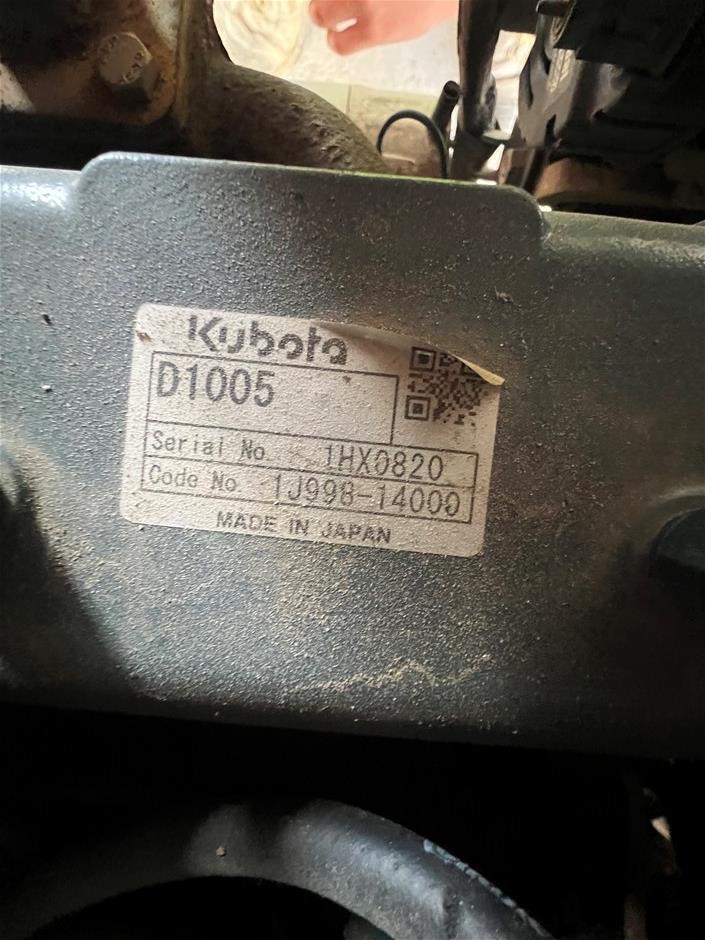 Kubota
D1005
Serial No. 1HX0820
Code No. 1J998-14000
MADE IN JAPAN